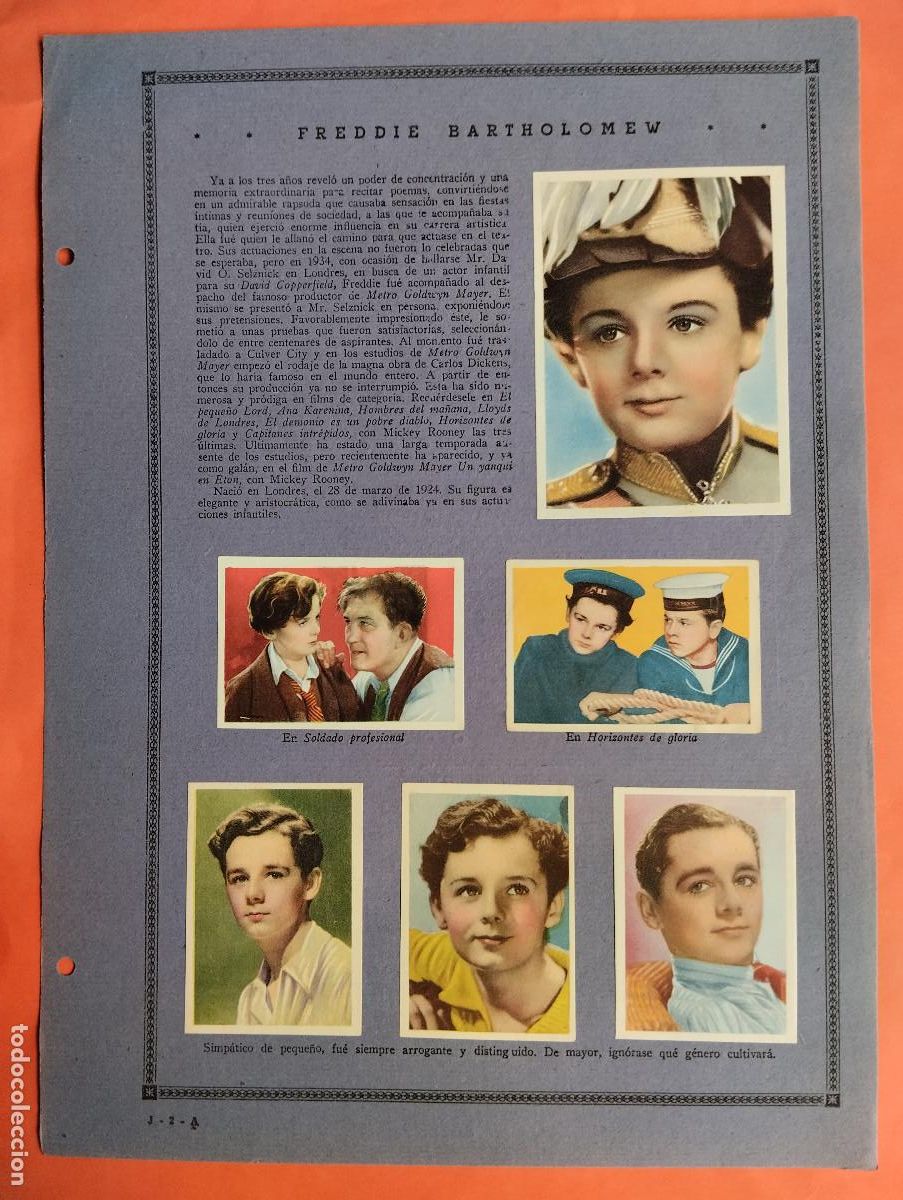 * * FREDDIE BARTHOLOMEW * *
Ya a los tres años reveló un poder de concentración y una
memoria extraordinaria para recitar poemas, convirtiéndose
en un admirable rapsoda que causaba sensación en las fiestas
íntimas y reuniones de sociedad, a las que le acompañaba su
tía, quien ejerció enorme influencia en su carrera artística.
Ella fué quien le allanó el camino para que actuase en el tea-
tro. Sus actuaciones en la escena no fueron lo celebradas que
se esperaba, pero en 1934, con ocasión de hallarse Mr. Da-
vid O. Selznick en Londres, en busca de un actor infantil
para su David Copperfield, Freddie fué acompañado al des-
pacho del famoso productor de Metro Goldwyn Mayer. El
mismo se presentó a Mr. Selznick en persona, exponiéndole
sus pretensiones. Favorablemente impresionado éste, le so-
metió a unas pruebas que fueron satisfactorias, seleccionán-
dolo de entre centenares de aspirantes. Al momento fué tras-
ladado a Culver City y en los estudios de Metro Goldwyn
Mayer empezó el rodaje de la magna obra de Carlos Dickens,
que lo haría famoso en el mundo entero. A partir de en-
tonces su producción ya no se interrumpió. Esta ha sido nu-
merosa y pródiga en films de categoría. Recuérdesele en El
pequeño Lord, Ana Karenina, Hombres del mañana, Lloyds
de Londres, El demonio es un pobre diablo, Horizontes de
gloria y Capitanes intrépidos, con Mickey Rooney las tres
últimas. Ultimamente ha estado una larga temporada au-
sente de los estudios, pero recientemente ha aparecido, y ya
como galán, en el film de Metro Goldwyn Mayer Un yanqui
en Eton, con Mickey Rooney.
Nació en Londres, el 28 de marzo de 1924. Su figura es
elegante y aristocrática, como se adivinaba ya en sus actua-
ciones infantiles.
En Soldado profesional
En Horizontes de gloria
Simpático de pequeño, fué siempre arrogante y distinguido. De mayor, ignórase qué género cultivará.
J - 2 - A
todocoleccion